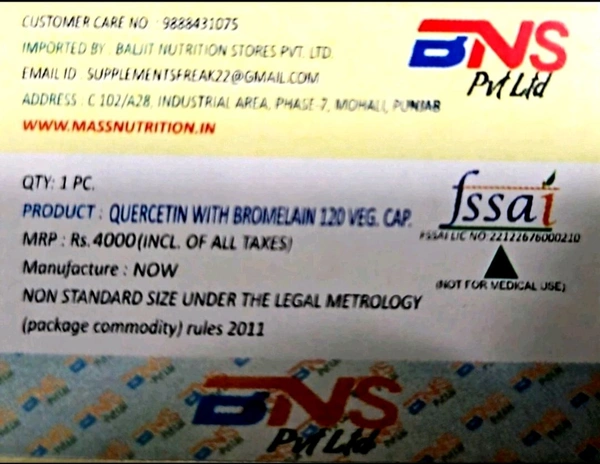 CUSTOMER CARE NO : 9888431075
IMPORTED BY : BALJIT NUTRITION STORES PVT. LTD.
EMAIL ID : SUPPLEMENTSFREAK22@GMAIL.COM
ADDRESS : C 102/A28, INDUSTRIAL AREA, PHASE-7, MOHALI, PUNJAB
WWW.MASSNUTRITION.IN
BNS
Pvt Ltd
QTY: 1 PC.
PRODUCT : QUERCETIN WITH BROMELAIN 120 VEG. CAP.
MRP : Rs. 4000(INCL. OF ALL TAXES)
Manufacture : NOW
NON STANDARD SIZE UNDER THE LEGAL METROLOGY
(package commodity) rules 2011
fssai
FSSAI LIC NO:22122676000210
(NOT FOR MEDICAL USE)
BNS
Pvt Ltd